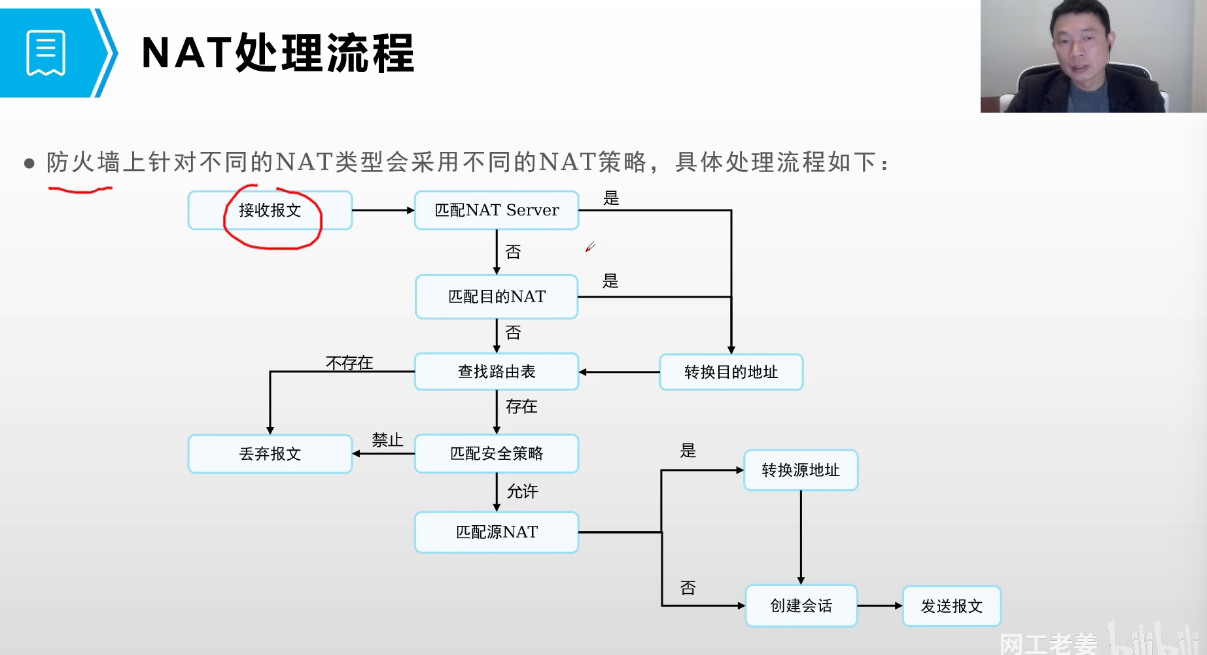 NAT处理流程
防火墙上针对不同的NAT类型会采用不同的NAT策略，具体处理流程如下：
接收报文
匹配NAT Server
是
否
匹配目的NAT
是
否
不存在
查找路由表
转换目的地址
存在
丢弃报文
禁止
匹配安全策略
是
转换源地址
允许
匹配源NAT
否
创建会话
发送报文
网工老姜
bilibili